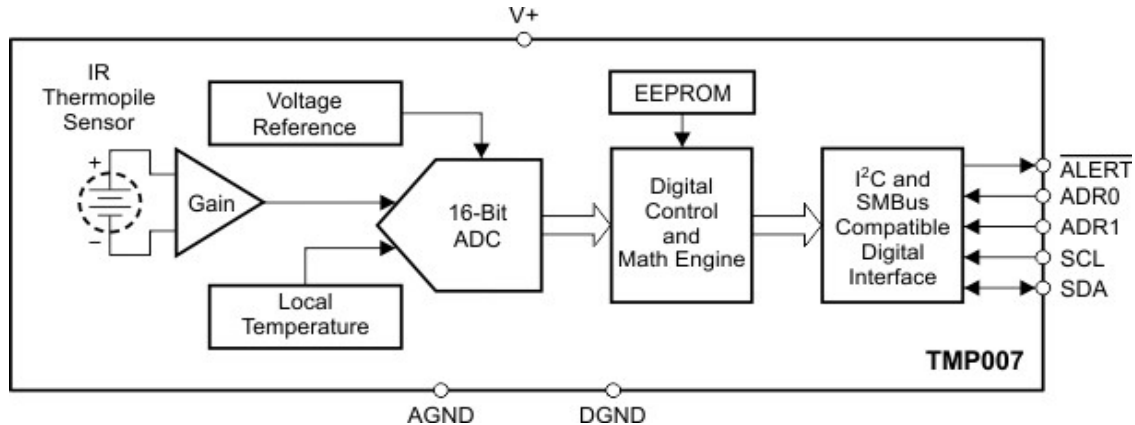 V+
IR
Thermopile
Sensor
+
−
Gain
Voltage
Reference
Local
Temperature
16-Bit
ADC
EEPROM
Digital
Control
and
Math Engine
I²C and
SMBus
Compatible
Digital
Interface
ALERT
ADR0
ADR1
SCL
SDA
TMP007
AGND
DGND